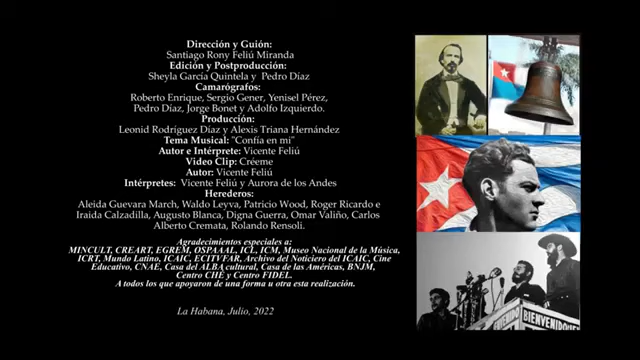 Dirección y Guión:
Santiago Rony Feliú Miranda
Edición y Postproducción:
Sheyla García Quintela y Pedro Díaz
Camarógrafos:
Roberto Enrique, Sergio Gener, Yenisel Pérez,
Pedro Díaz, Jorge Bonet y Adolfo Izquierdo.
Producción:
Leonid Rodríguez Díaz y Alexis Triana Hernández
Tema Musical: "Confía en mi"
Autor e Intérprete: Vicente Feliú
Video Clip: Créeme
Autor: Vicente Feliú
Intérpretes: Vicente Feliú y Aurora de los Andes
Herederos:
Aleida Guevara March, Waldo Leyva, Patricio Wood, Roger Ricardo e
Iraida Calzadilla, Augusto Blanca, Digna Guerra, Omar Valiño, Carlos
Alberto Cremata, Rolando Rensoli.
Agradecimientos especiales a:
MINCULT, CREART, EGREM, OSPAAAL, ICL, ICM, Museo Nacional de la Música,
ICRT, Mundo Latino, ICAIC, ECITVFAR, Archivo del Noticiero del ICAIC, Cine
Educativo, CNAE, Casa del ALBA cultural, Casa de las Américas, BNJM,
Centro CHÉ y Centro FIDEL.
A todos los que apoyaron de una forma u otra esta realización.
La Habana, Julio, 2022
BIENVENIDO